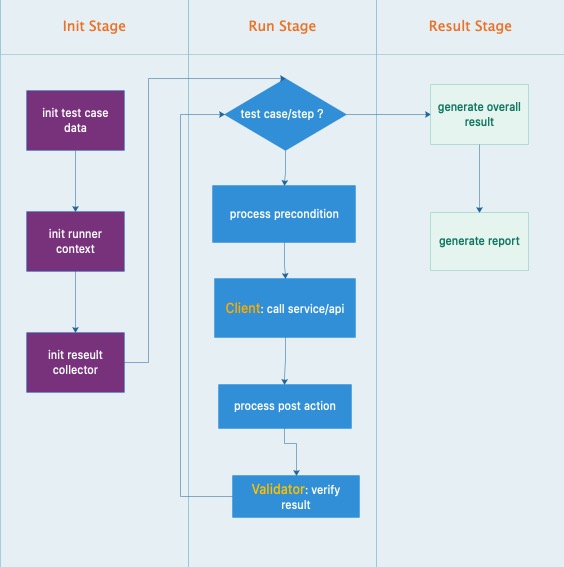 Init Stage
Run Stage
Result Stage
init test case
data
init runner
context
init reseult
collector
test case/step ?
process precondition
Client: call service/api
process post action
Validator: verify
result
generate overall
result
generate report